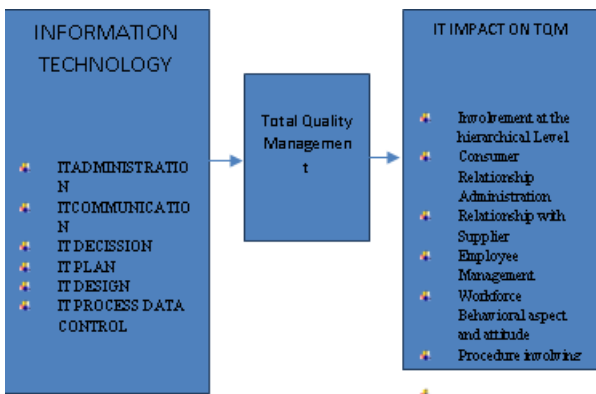 INFORMATION
TECHNOLOGY
ITADMINISTRATIO
N
ITCOMMUNICATIO
N
IT DECISSION
IT PLAN
IT DESIGN
IT PROCESS DATA
CONTROL
Total Quality
Managemen
t
IT IMPACT ON TQM
Involvement at the
hierarchical Level
Consumer
Relationship
Administration
Relationship with
Supplier
Employee
Management
Workforce
Behavioral aspect
and attitude
Procedure involving